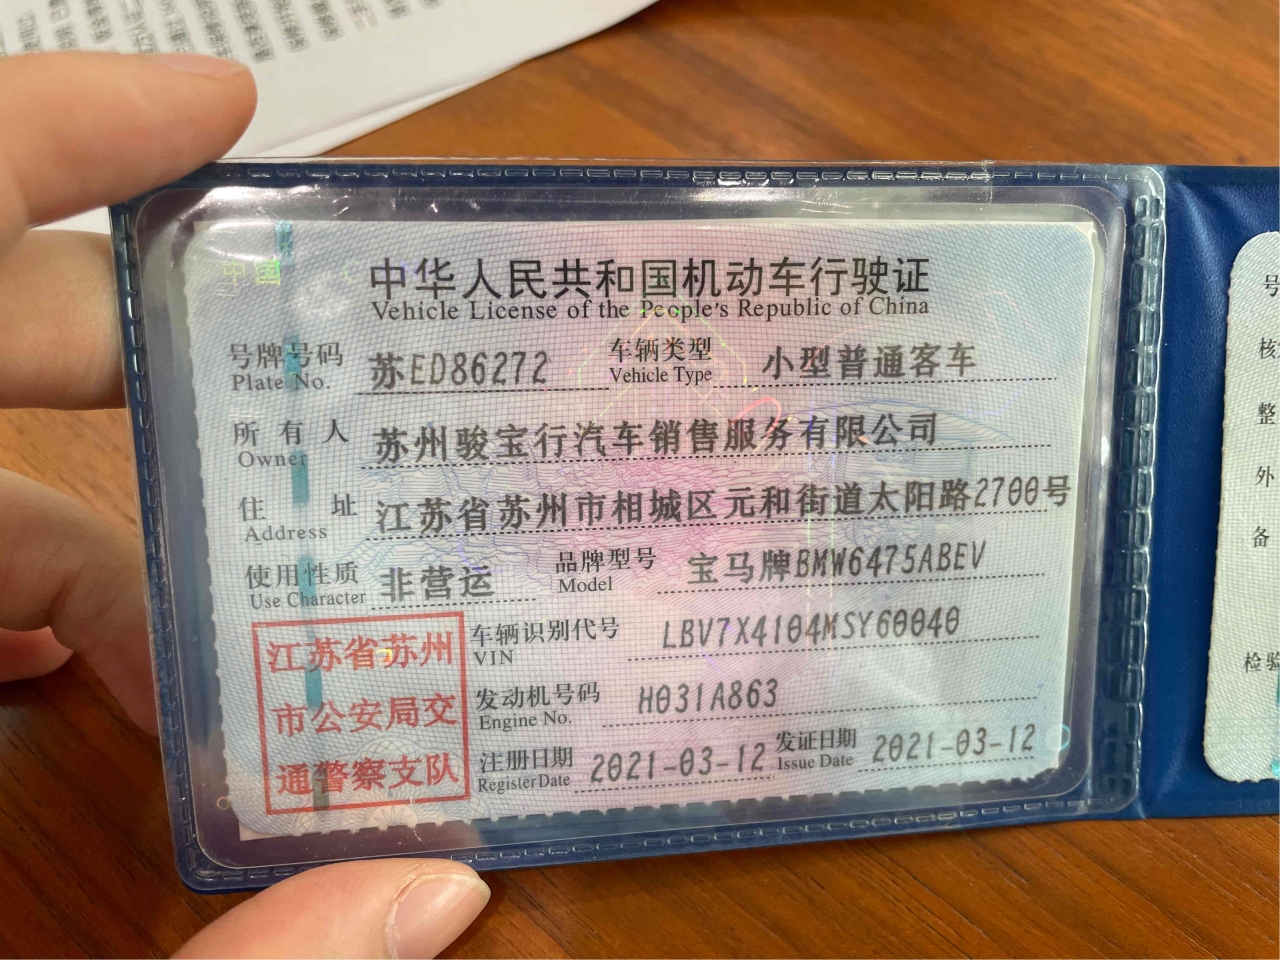 中国
中华人民共和国机动车行驶证
Vehicle License of the People's Republic of China
号牌号码 苏ED86272 车辆类型 小型普通客车
Plate No. Vehicle Type
所有人 苏州骏宝行汽车销售服务有限公司
Owner
住址 江苏省苏州市相城区元和街道太阳路2700号
Address
使用性质 非营运 品牌型号 宝马牌BMW6475ABEV
Use Character Model
江苏省苏州
市公安局交
通警察支队
车辆识别代号 LBV7X4104MSY60040
VIN
发动机号码 H031A863
Engine No.
注册日期 2021-03-12 发证日期 2021-03-12
Register Date Issue Date
号
核
整
外
备
检验